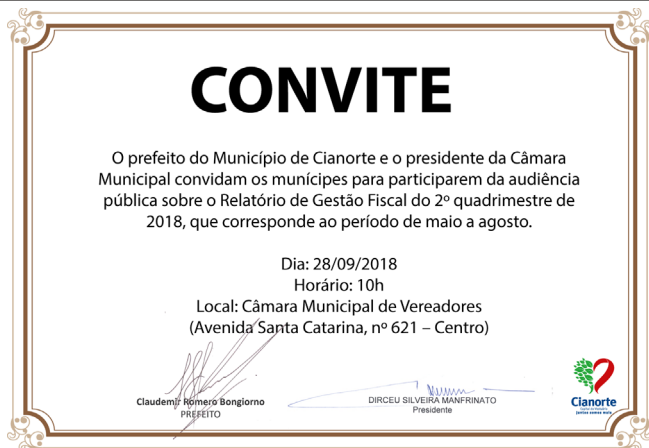 CONVITE
O prefeito do Município de Cianorte e o presidente da Câmara
Municipal convidam os munícipes para participarem da audiência
pública sobre o Relatório de Gestão Fiscal do 2º quadrimestre de
2018, que corresponde ao período de maio a agosto.
Dia: 28/09/2018
Horário: 10h
Local: Câmara Municipal de Vereadores
(Avenida Santa Catarina, nº 621 – Centro)
Claudemir Romero Bongiorno
PREFEITO
DIRCEU SILVEIRA MANFRINATO
Presidente
Cianorte